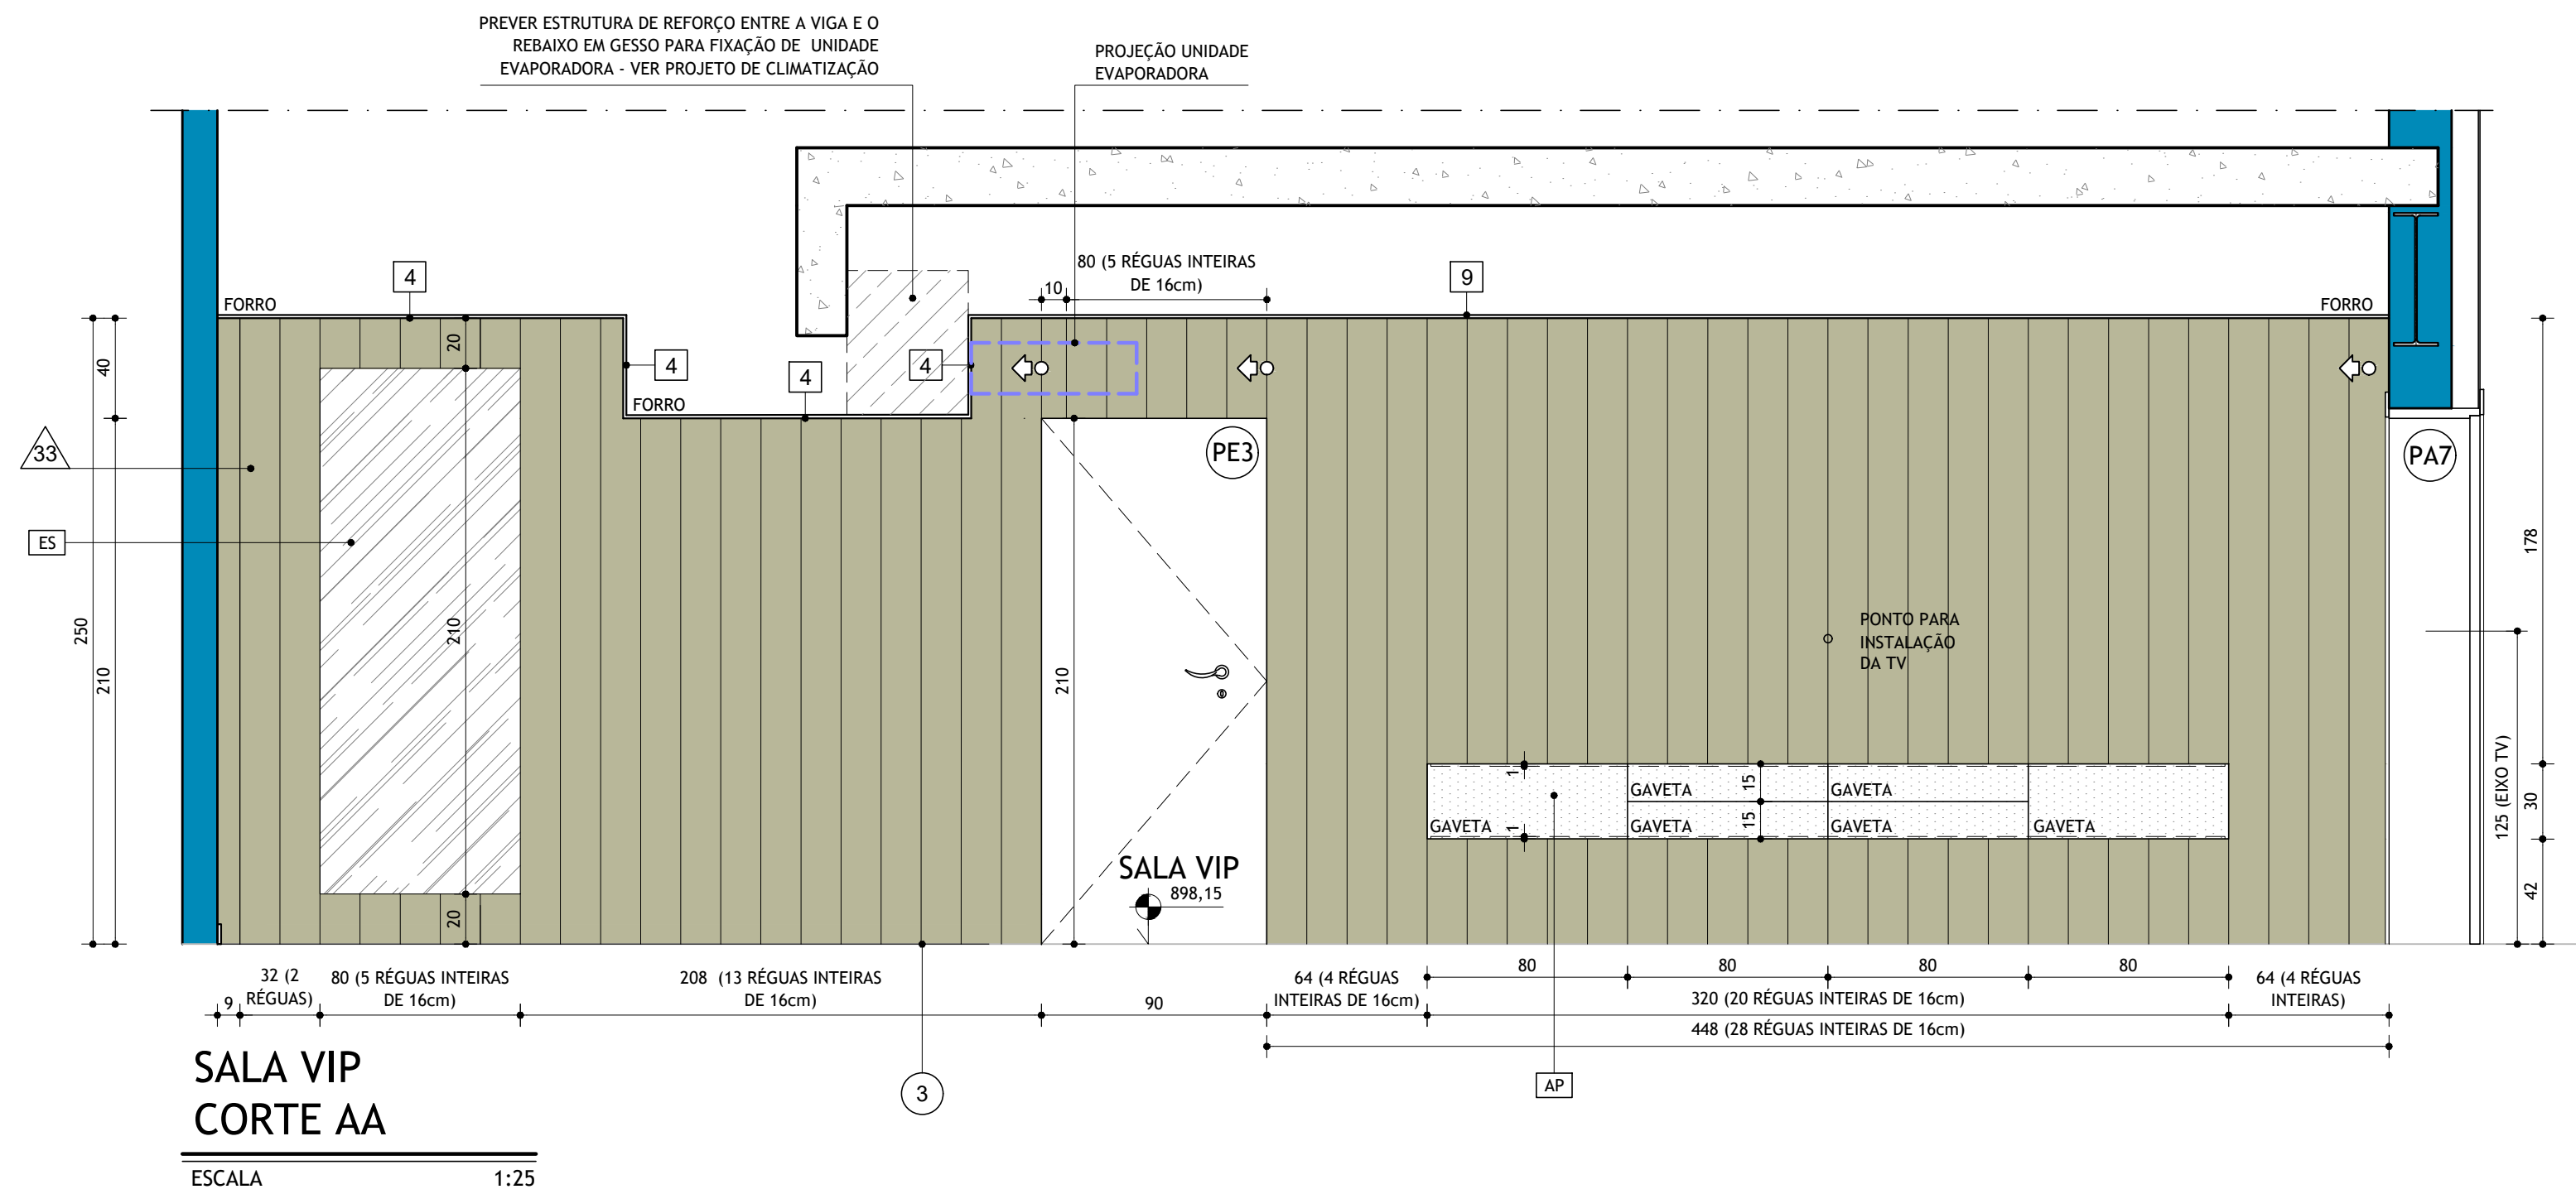 PREVER ESTRUTURA DE REFORÇO ENTRE A VIGA E O
REBAIXO EM GESSO PARA FIXAÇÃO DE UNIDADE
EVAPORADORA - VER PROJETO DE CLIMATIZAÇÃO
PROJEÇÃO UNIDADE
EVAPORADORA
80 (5 RÉGUAS INTEIRAS
DE 16cm)
10
4
9
FORRO
FORRO
20
40
4
4
4
FORRO
33
PE3
PA7
ES
178
250
210
210
210
PONTO PARA
INSTALAÇÃO
DA TV
125 (EIXO TV)
1
15
GAVETA
GAVETA
30
1
15
GAVETA
GAVETA
GAVETA
GAVETA
SALA VIP
898,15
20
42
32 (2
RÉGUAS)
9
80 (5 RÉGUAS INTEIRAS
DE 16cm)
208 (13 RÉGUAS INTEIRAS
DE 16cm)
90
64 (4 RÉGUAS
INTEIRAS DE 16cm)
80
80
80
80
320 (20 RÉGUAS INTEIRAS DE 16cm)
64 (4 RÉGUAS
INTEIRAS)
448 (28 RÉGUAS INTEIRAS DE 16cm)
3
AP
SALA VIP
CORTE AA
ESCALA 1:25